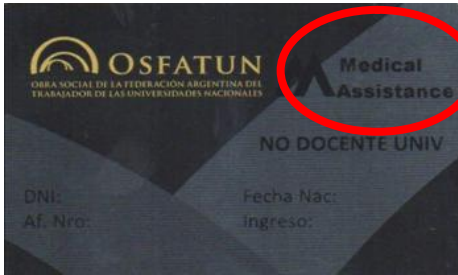 OSFATUN
OBRA SOCIAL DE LA FEDERACIÓN ARGENTINA DEL
TRABAJADOR DE LAS UNIVERSIDADES NACIONALES
Medical
Assistance
NO DOCENTE UNIV
DNI:
Fecha Nac:
Af. Nro:
Ingreso: